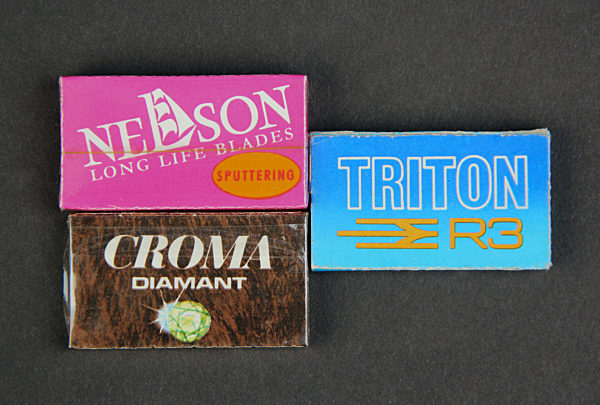 NELSON
LONG LIFE BLADES
SPUTTERING
TRITON
R3
CROMA
DIAMANT